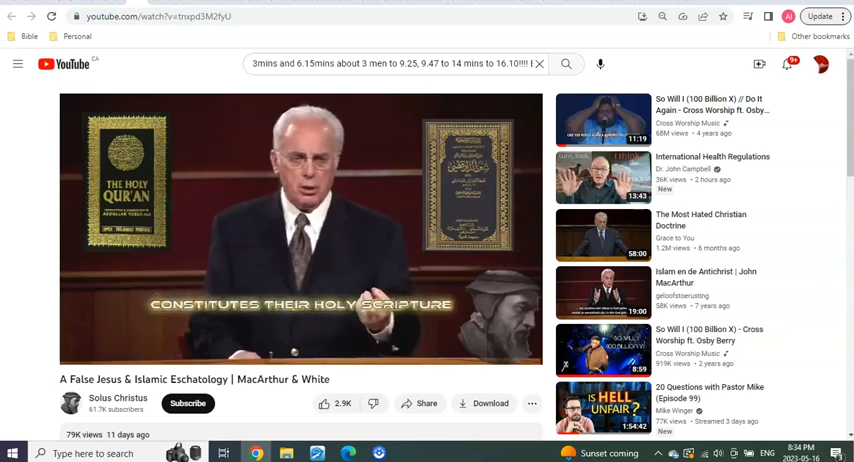 youtube.com/watch?v=tnxpd3M2fyU
Update
Bible
Personal
Other bookmarks
YouTube CA
3mins and 6.15mins about 3 men to 9.25, 9.47 to 14 mins to 16.10!!!! E
9+
THE HOLY
QUR'AN
CONSTITUTES THEIR HOLY SCRIPTURE
A False Jesus & Islamic Eschatology | MacArthur & White
Solus Christus
61.7K subscribers
Subscribe
2.9K
Share
Download
79K views 11 days ago
11:19
So Will I (100 Billion X) // Do It
Again - Cross Worship ft. Osby...
Cross Worship Music
68M views • 4 years ago
turn, look, I think
13:43
International Health Regulations
Dr. John Campbell
36K views • 2 hours ago
New
58:00
The Most Hated Christian
Doctrine
Grace to You
1.2M views • 6 months ago
19:00
Islam en de Antichrist | John
MacArthur
geloofstoerusting
58K views • 7 years ago
8:59
So Will I (100 Billion X) - Cross
Worship ft. Osby Berry
Cross Worship Music
919K views • 2 years ago
IS HELL
UNFAIR?
1:54:42
20 Questions with Pastor Mike
(Episode 99)
Mike Winger
77K views • Streamed 3 days ago
New
Type here to search
Sunset coming
ENG
8:34 PM
2023-05-16
3